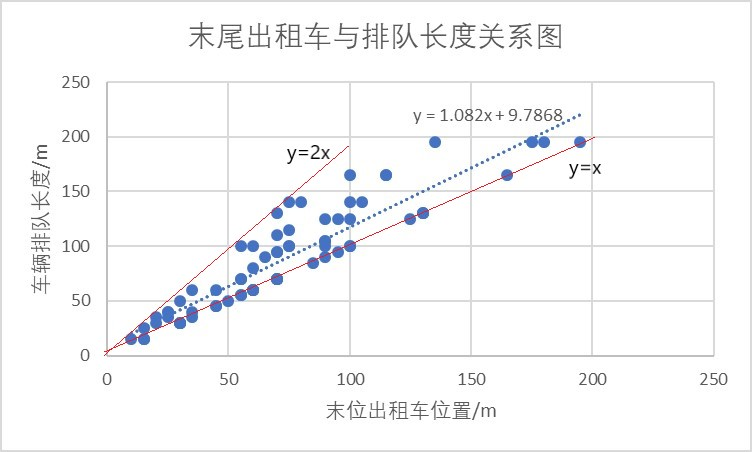 末尾出租车与排队长度关系图
250
200
150
100
50
0
车辆排队长度/m
y = 1.082x + 9.7868
y=2x
y=x
0 50 100 150 200 250
末位出租车位置/m